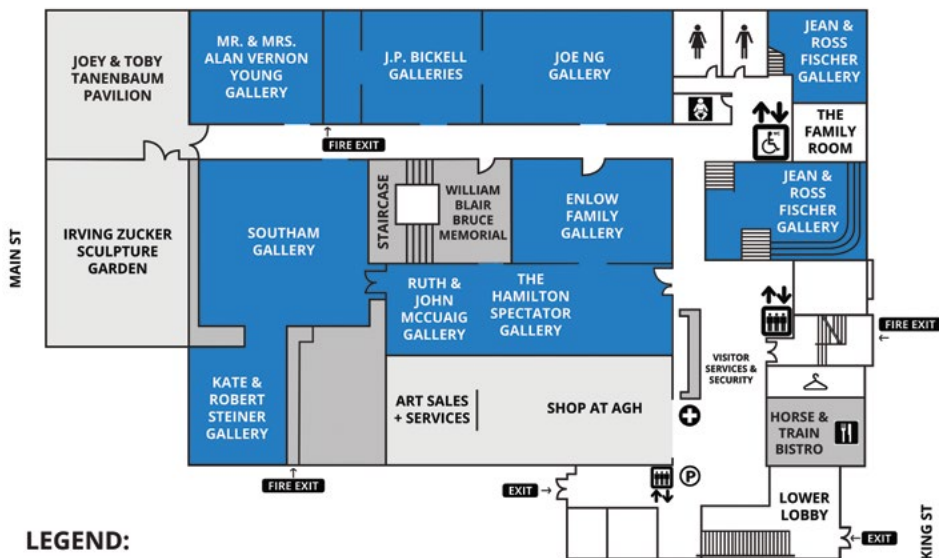 JOEY & TOBY
TANENBAUM
PAVILION
MR. & MRS.
ALAN VERNON
YOUNG
GALLERY
J.P. BICKELL
GALLERIES
JOE NG
GALLERY
JEAN &
ROSS
FISCHER
GALLERY
FIRE EXIT
WC
THE
FAMILY
ROOM
MAIN ST
IRVING ZUCKER
SCULPTURE
GARDEN
SOUTHAM
GALLERY
STAIRCASE
WILLIAM
BLAIR
BRUCE
MEMORIAL
ENLOW
FAMILY
GALLERY
JEAN &
ROSS
FISCHER
GALLERY
RUTH &
JOHN
MCCUAIG
GALLERY
THE
HAMILTON
SPECTATOR
GALLERY
FIRE EXIT
VISITOR
SERVICES &
SECURITY
KATE &
ROBERT
STEINER
GALLERY
ART SALES
+ SERVICES
SHOP AT AGH
HORSE &
TRAIN
BISTRO
FIRE EXIT
EXIT
P
LOWER
LOBBY
EXIT
KING ST
LEGEND: